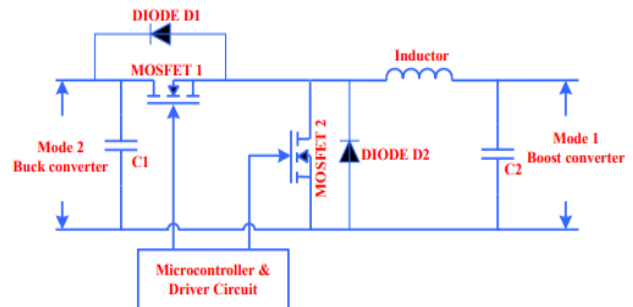 DIODE D1
MOSFET 1
Inductor
Mode 2
Buck converter
C1
MOSFET 2
DIODE D2
C2
Mode 1
Boost converter
Microcontroller &
Driver Circuit